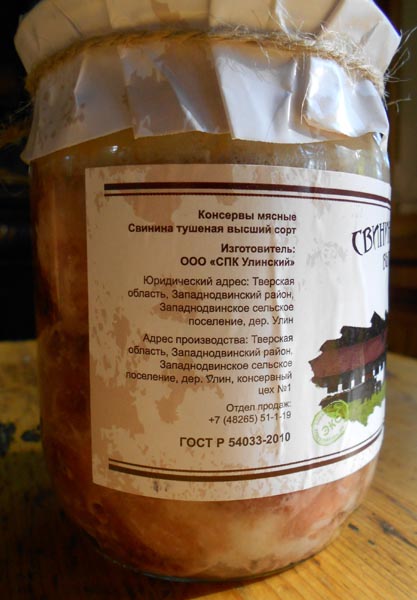 Консервы мясные
Свинина тушеная высший сорт
Изготовитель:
ООО «СПК Улинский»
Юридический адрес: Тверская
область, Западнодвинский район,
Западнодвинское сельское
поселение, дер. Улин
Адрес производства: Тверская
область, Западнодвинский район.
Западнодвинское сельское
поселение, дер. Улин, консервный
цех №1
Отдел продаж:
+7 (48265) 51-1-19
ГОСТ Р 54033-2010
СВИНИ
ЭКО